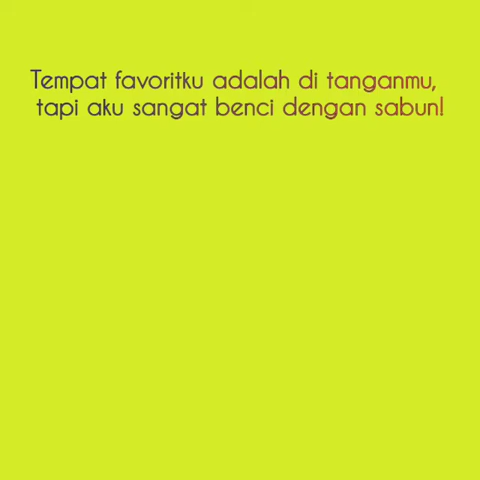 Tempat favoritku adalah di tanganmu,
tapi aku sangat benci dengan sabun!